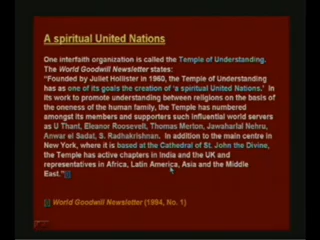 A spiritual United Nations
One interfaith organization is called the Temple of Understanding.
The World Goodwill Newsletter states:
"Founded by Juliet Hollister in 1960, the Temple of Understanding
has as one of its goals the creation of 'a spiritual United Nations.' In
its work to promote understanding between religions on the basis of
the oneness of the human family, the Temple has numbered
amongst its members and supporters such influential world servers
as U Thant, Eleanor Roosevelt, Thomas Merton, Jawaharlal Nehru,
Anwar el Sadat, S. Radhakrishnan. In addition to the main centre in
New York, where it is based at the Cathedral of St. John the Divine,
the Temple has active chapters in India and the UK and
representatives in Africa, Latin America, Asia and the Middle
East."[i]
[i] World Goodwill Newsletter (1994, No. 1)